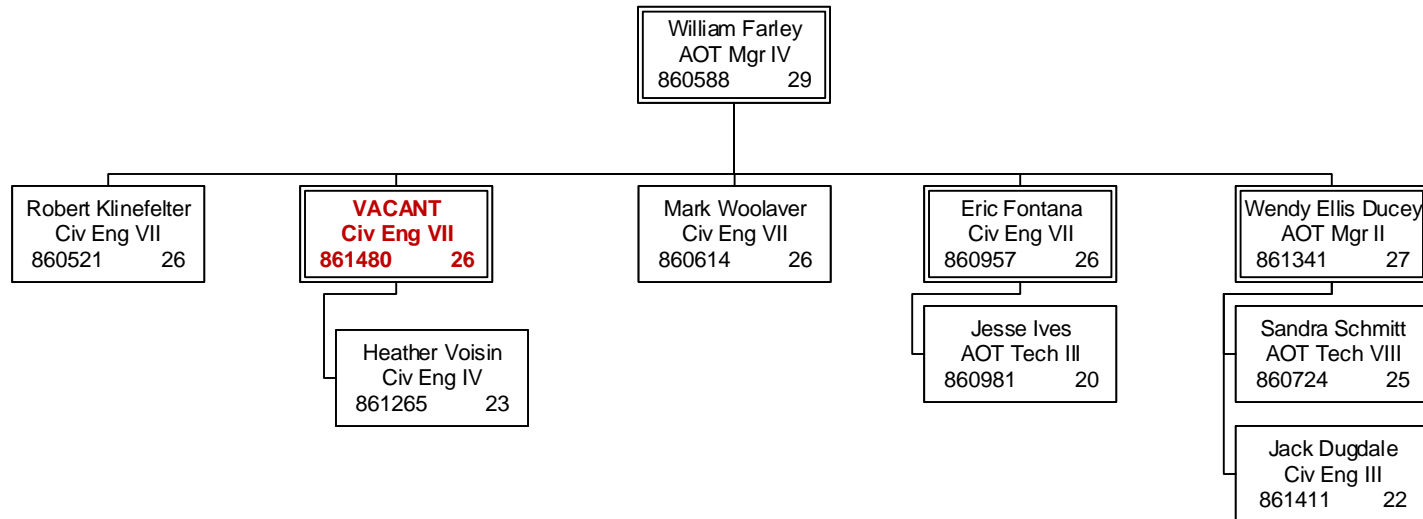 William Farley
AOT Mgr IV
860588 29
Robert Klinefelter
Civ Eng VII
860521 26
VACANT
Civ Eng VII
861480 26
Mark Woolaver
Civ Eng VII
860614 26
Eric Fontana
Civ Eng VII
860957 26
Wendy Ellis Ducey
AOT Mgr II
861341 27
Heather Voisin
Civ Eng IV
861265 23
Jesse Ives
AOT Tech III
860981 20
Sandra Schmitt
AOT Tech VIII
860724 25
Jack Dugdale
Civ Eng III
861411 22